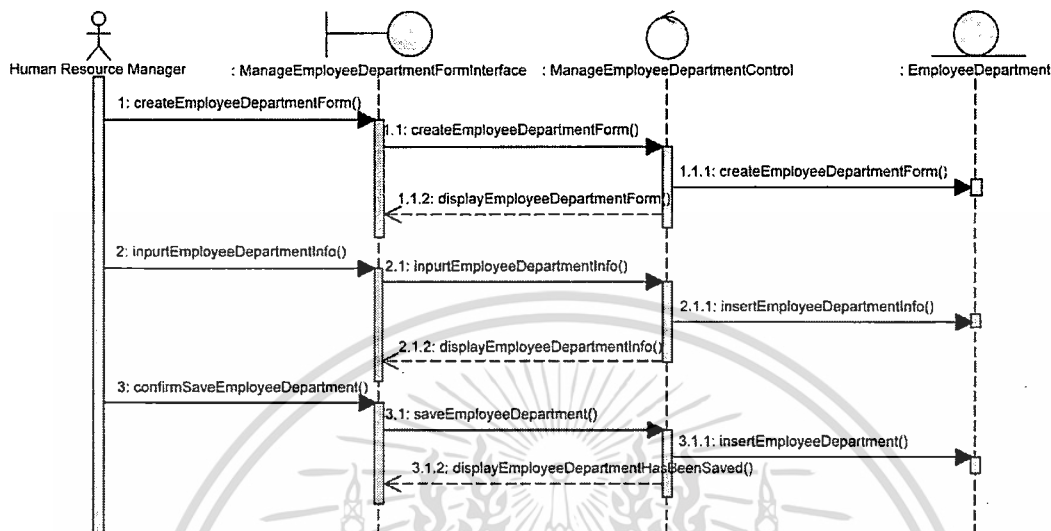 Human Resource Manager
: ManageEmployeeDepartmentFormInterface
: ManageEmployeeDepartmentControl
: EmployeeDepartment
1: createEmployeeDepartmentForm()
1.1: createEmployeeDepartmentForm()
1.1.1: createEmployeeDepartmentForm()
1.1.2: displayEmployeeDepartmentForm()
2: inpurtEmployeeDepartmentInfo()
2.1: inpurtEmployeeDepartmentInfo()
2.1.1: insertEmployeeDepartmentInfo()
2.1.2: displayEmployeeDepartmentInfo()
3: confirmSaveEmployeeDepartment()
3.1: saveEmployeeDepartment()
3.1.1: insertEmployeeDepartment()
3.1.2: displayEmployeeDepartmentHasBeenSaved()